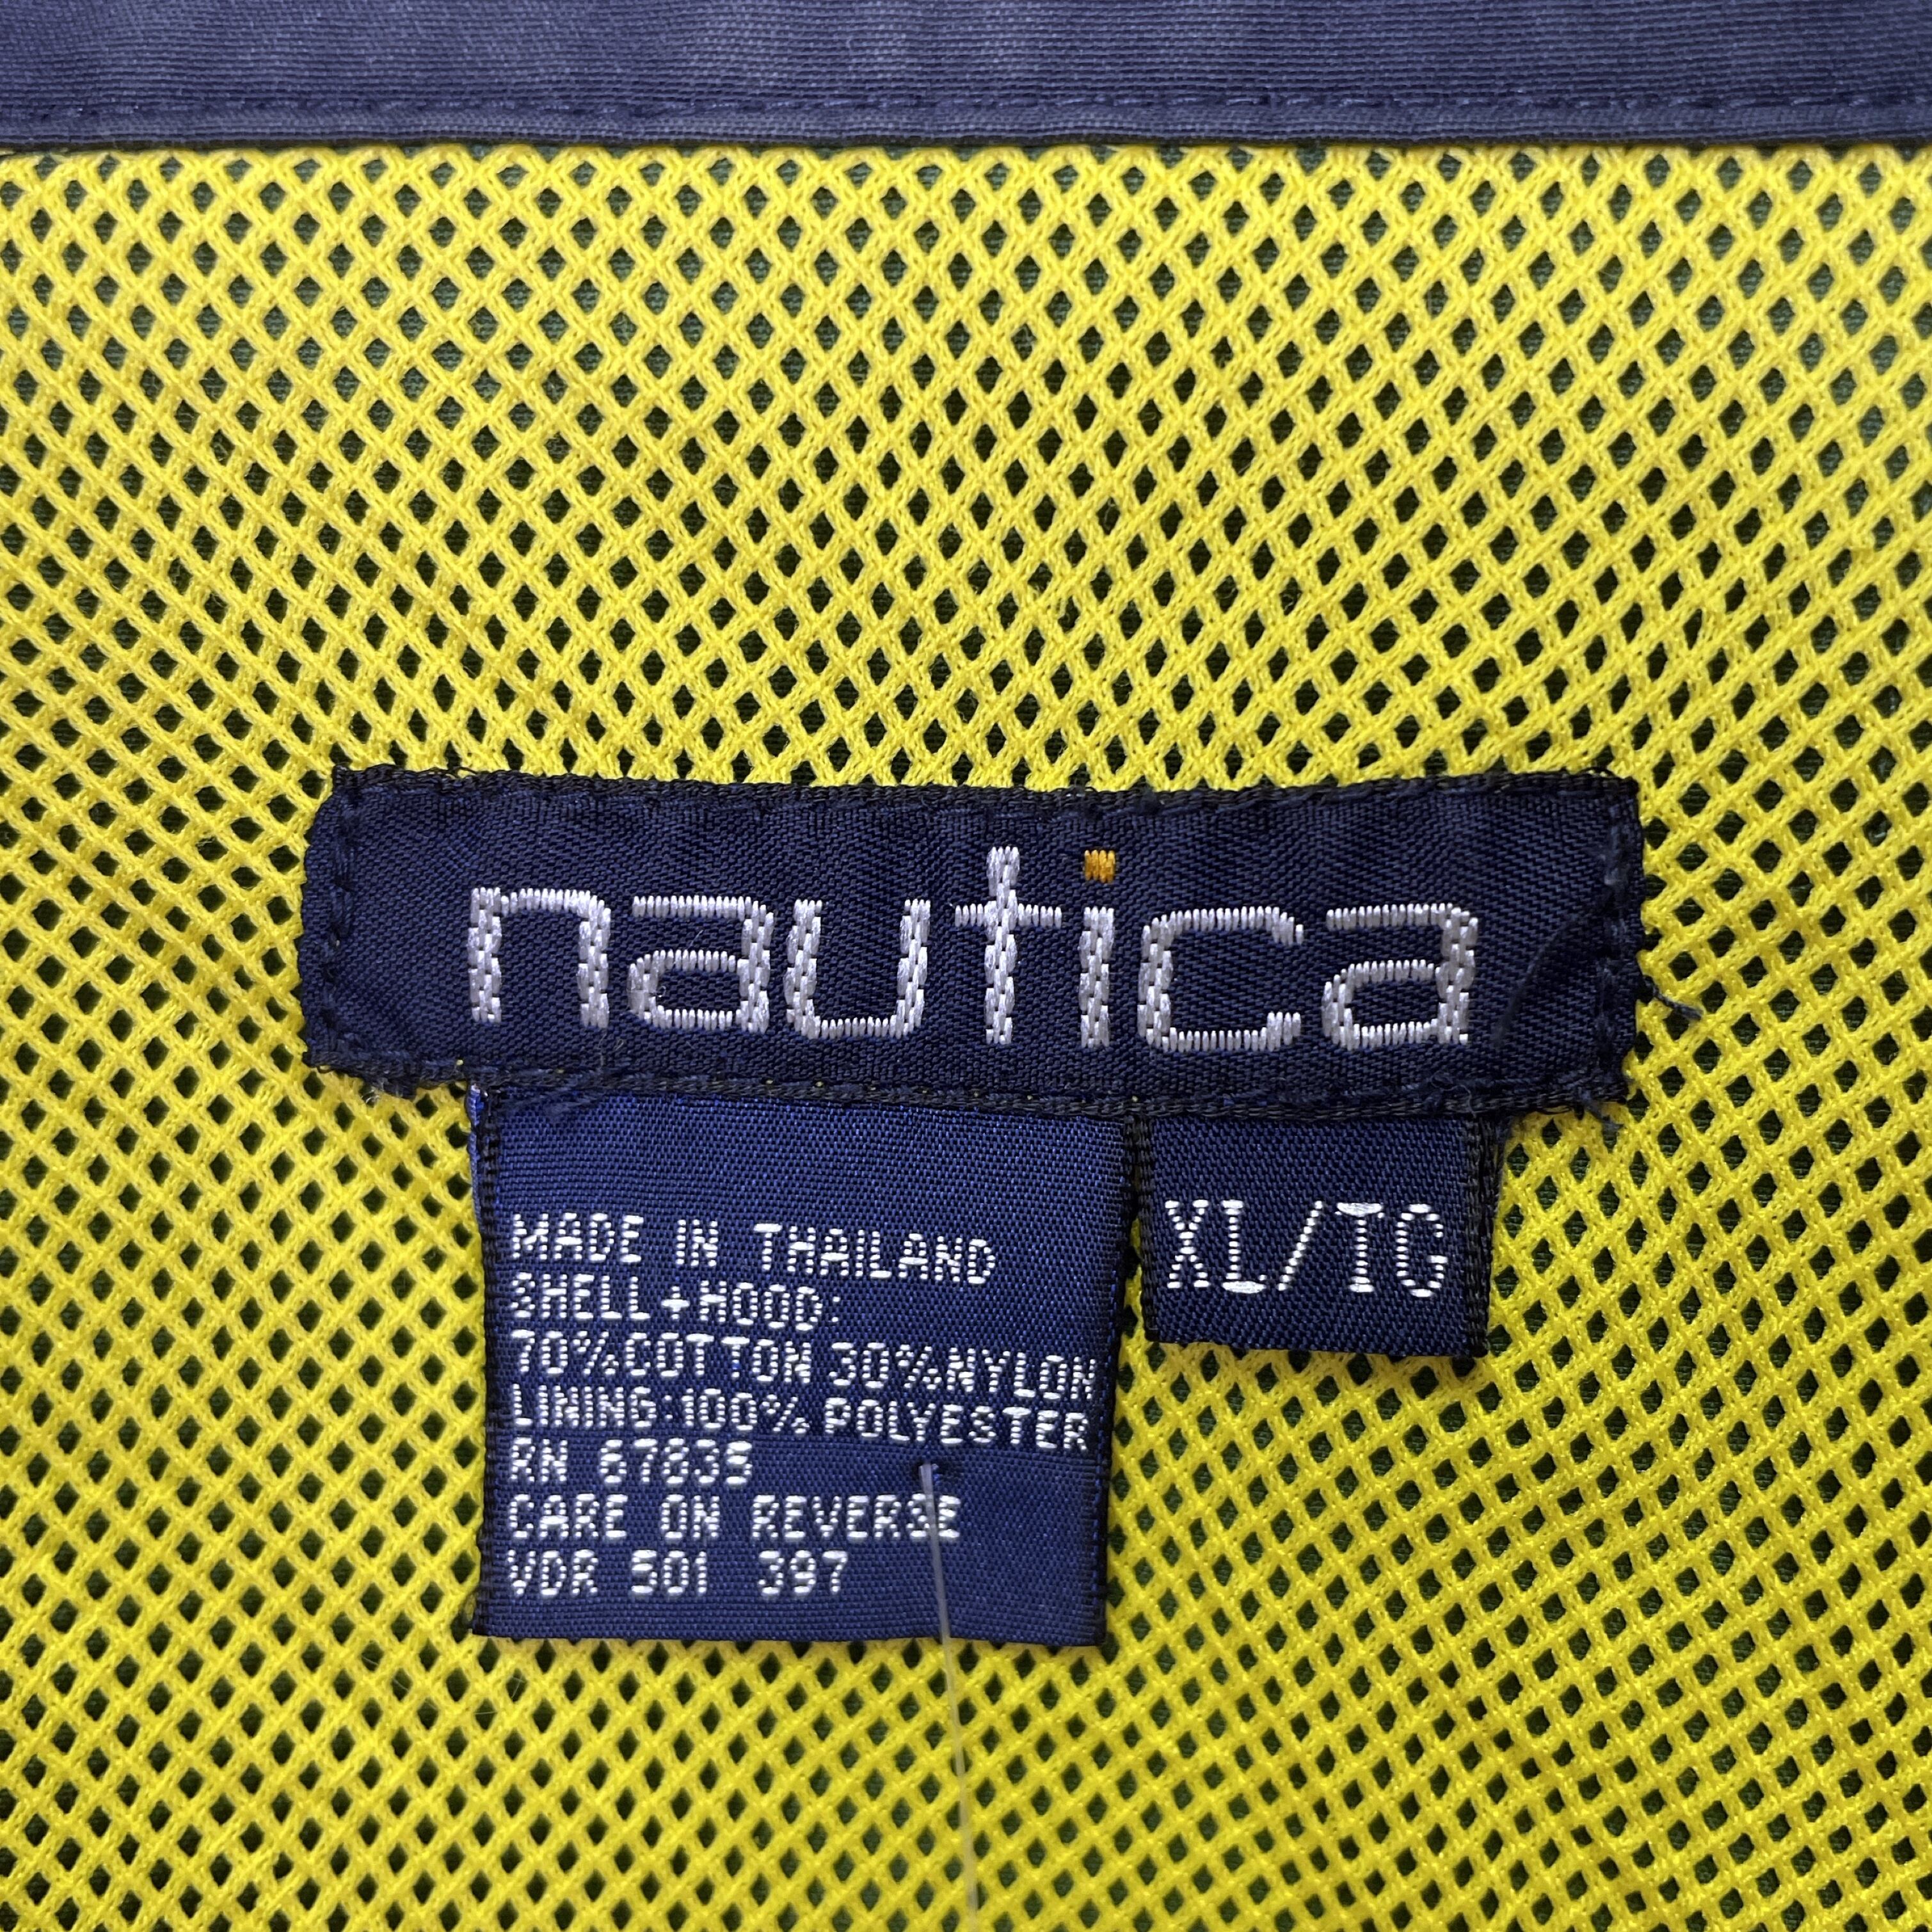 nautica
XL/TG
MADE IN THAILAND
SHELL+HOOD:
70%COTTON 30%NYLON
LINING:100% POLYESTER
RN 67835
CARE ON REVERSE
VDR 501 397